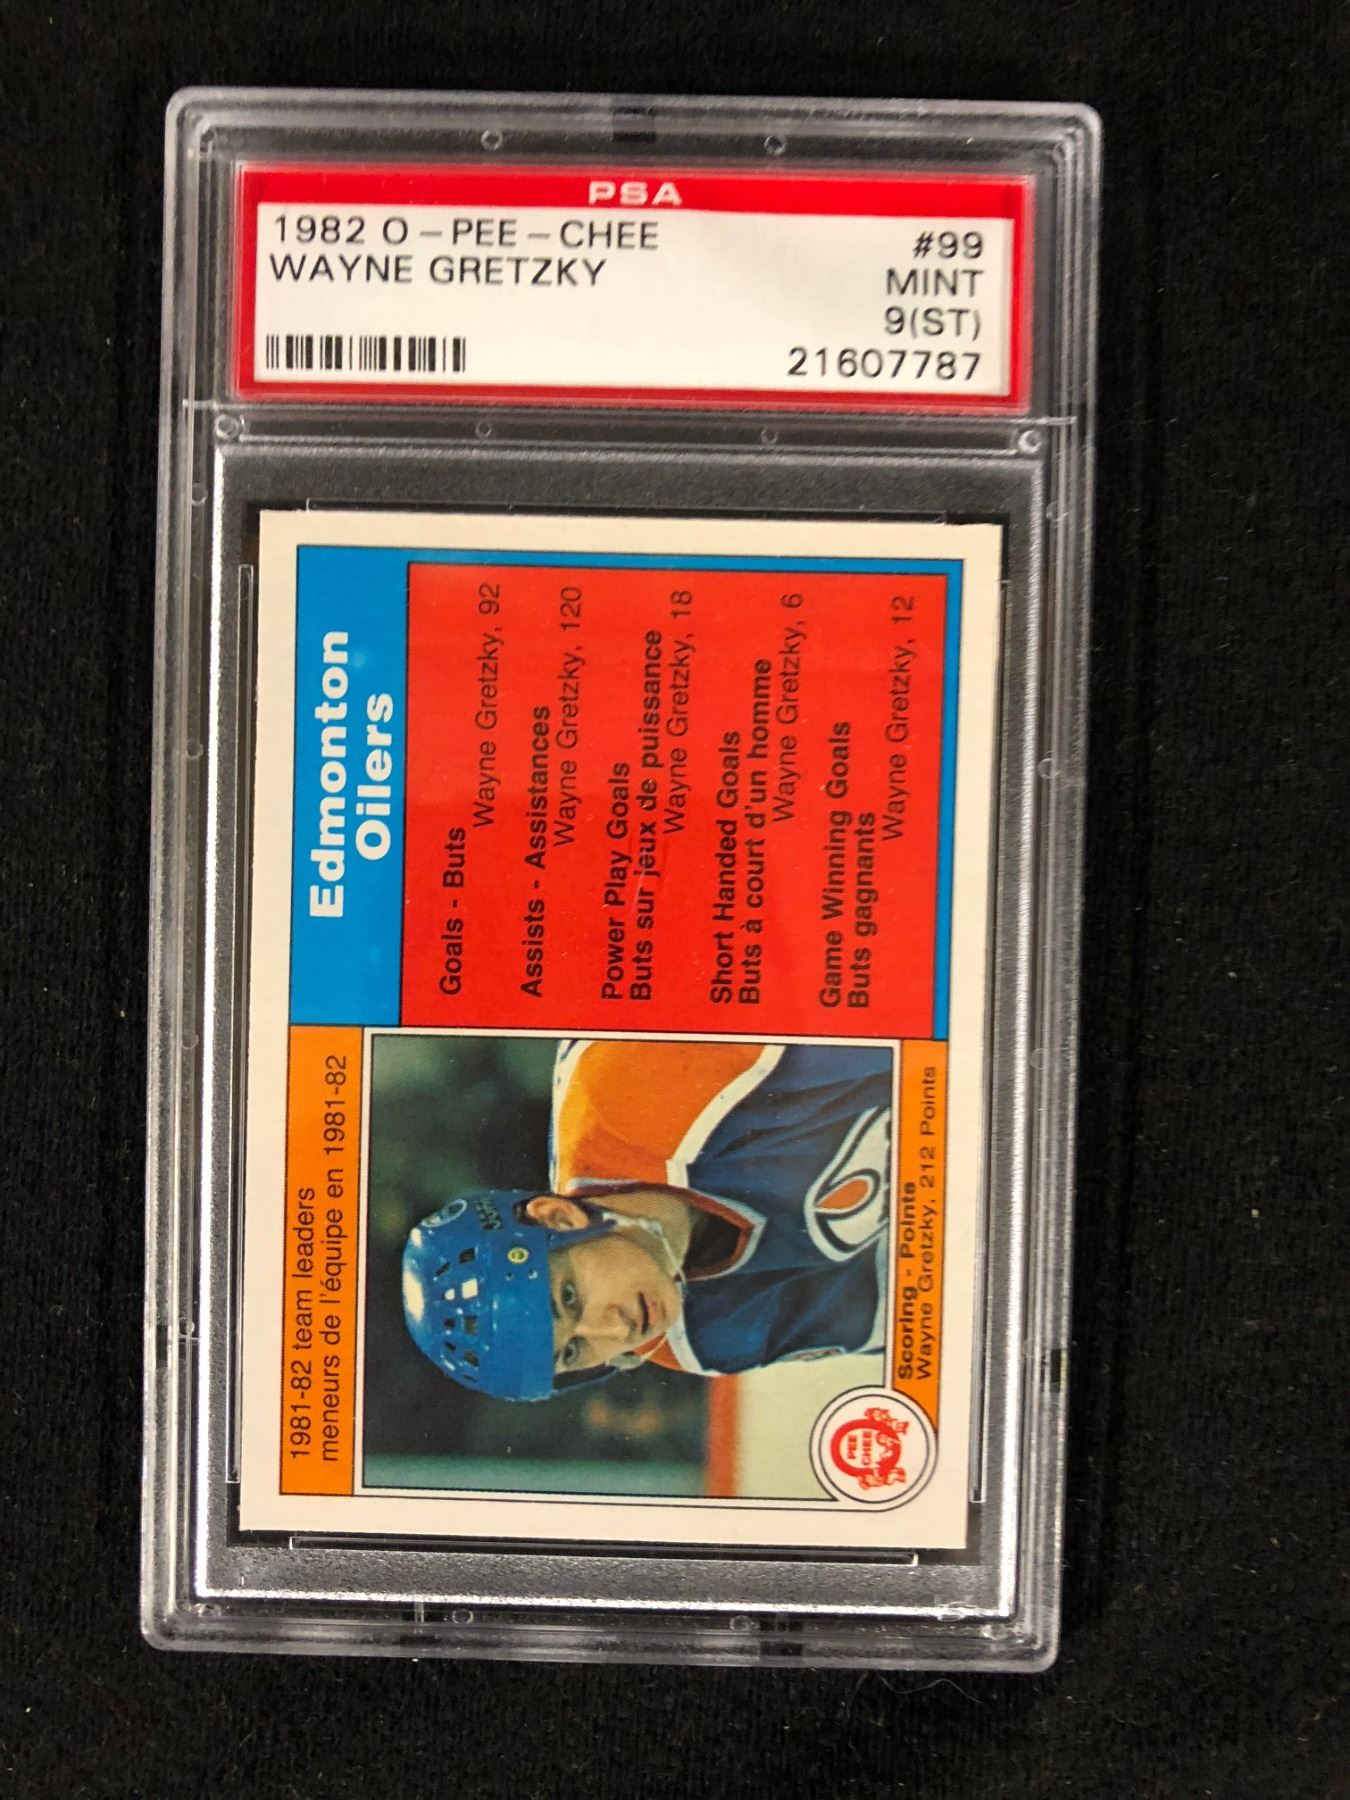 PSA
1982 O-PEE-CHEE
WAYNE GRETZKY
#99
MINT
9(ST)
21607787
Edmonton
Oilers
1981-82 team leaders
meneurs de l'équipe en 1981-82
Goals - Buts
Wayne Gretzky, 92
Assists - Assistances
Wayne Gretzky, 120
Power Play Goals
Buts sur jeux de puissance
Wayne Gretzky, 18
Short Handed Goals
Buts à court d'un homme
Wayne Gretzky, 6
Game Winning Goals
Buts gagnants
Wayne Gretzky, 12
Scoring - Points
Wayne Gretzky, 212 Points
O
PEE
CHEE